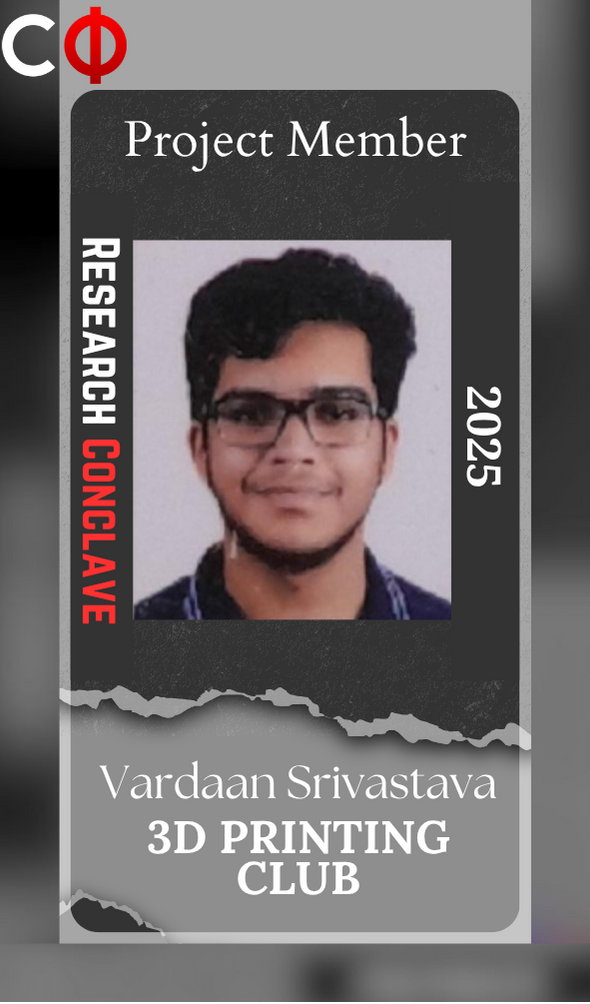 CΦ
Project Member
RESEARCH CONCLAVE
2025
Vardaan Srivastava
3D PRINTING
CLUB